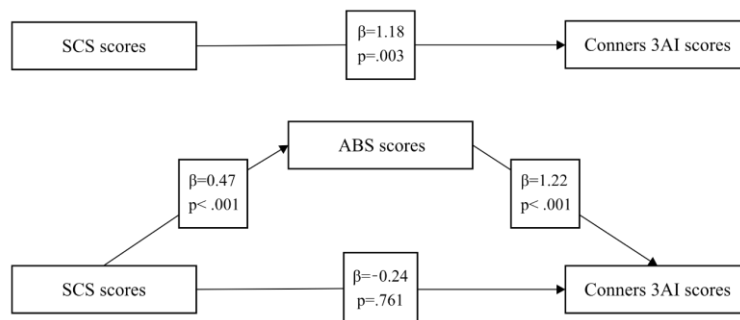 SCS scores
β=1.18
p=.003
Conners 3AI scores
ABS scores
β=0.47
p< .001
β=1.22
p< .001
SCS scores
β=-0.24
p=.761
Conners 3AI scores